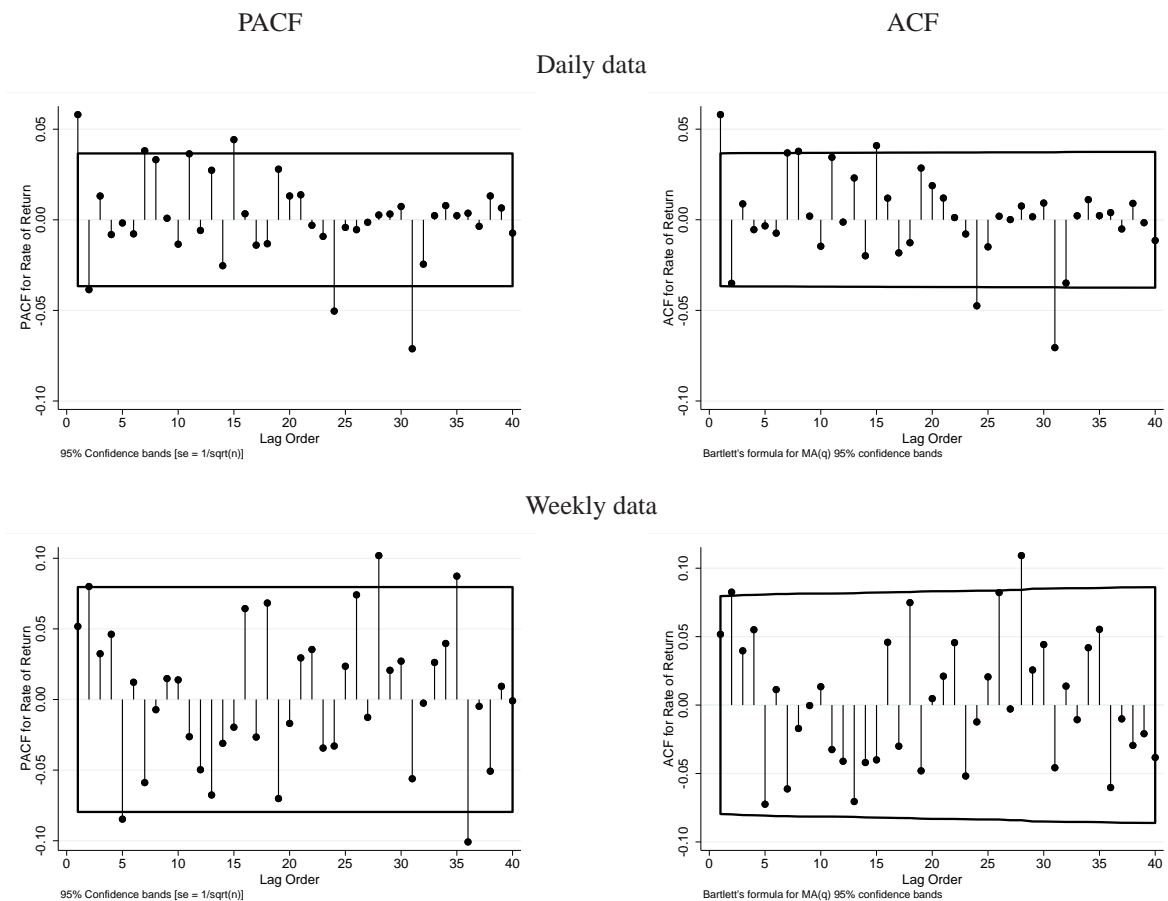 PACF
ACF
Daily data
PACF for Rate of Return
0.05
0.00
-0.05
-0.10
0 5 10 15 20 25 30 35 40
Lag Order
95% Confidence bands [se = 1/sqrt(n)]
ACF for Rate of Return
0.05
0.00
-0.05
-0.10
0 5 10 15 20 25 30 35 40
Lag Order
Bartlett's formula for MA(q) 95% confidence bands
Weekly data
PACF for Rate of Return
0.10
0.05
0.00
-0.05
-0.10
0 5 10 15 20 25 30 35 40
Lag Order
95% Confidence bands [se = 1/sqrt(n)]
ACF for Rate of Return
0.10
0.05
0.00
-0.05
-0.10
0 5 10 15 20 25 30 35 40
Lag Order
Bartlett's formula for MA(q) 95% confidence bands